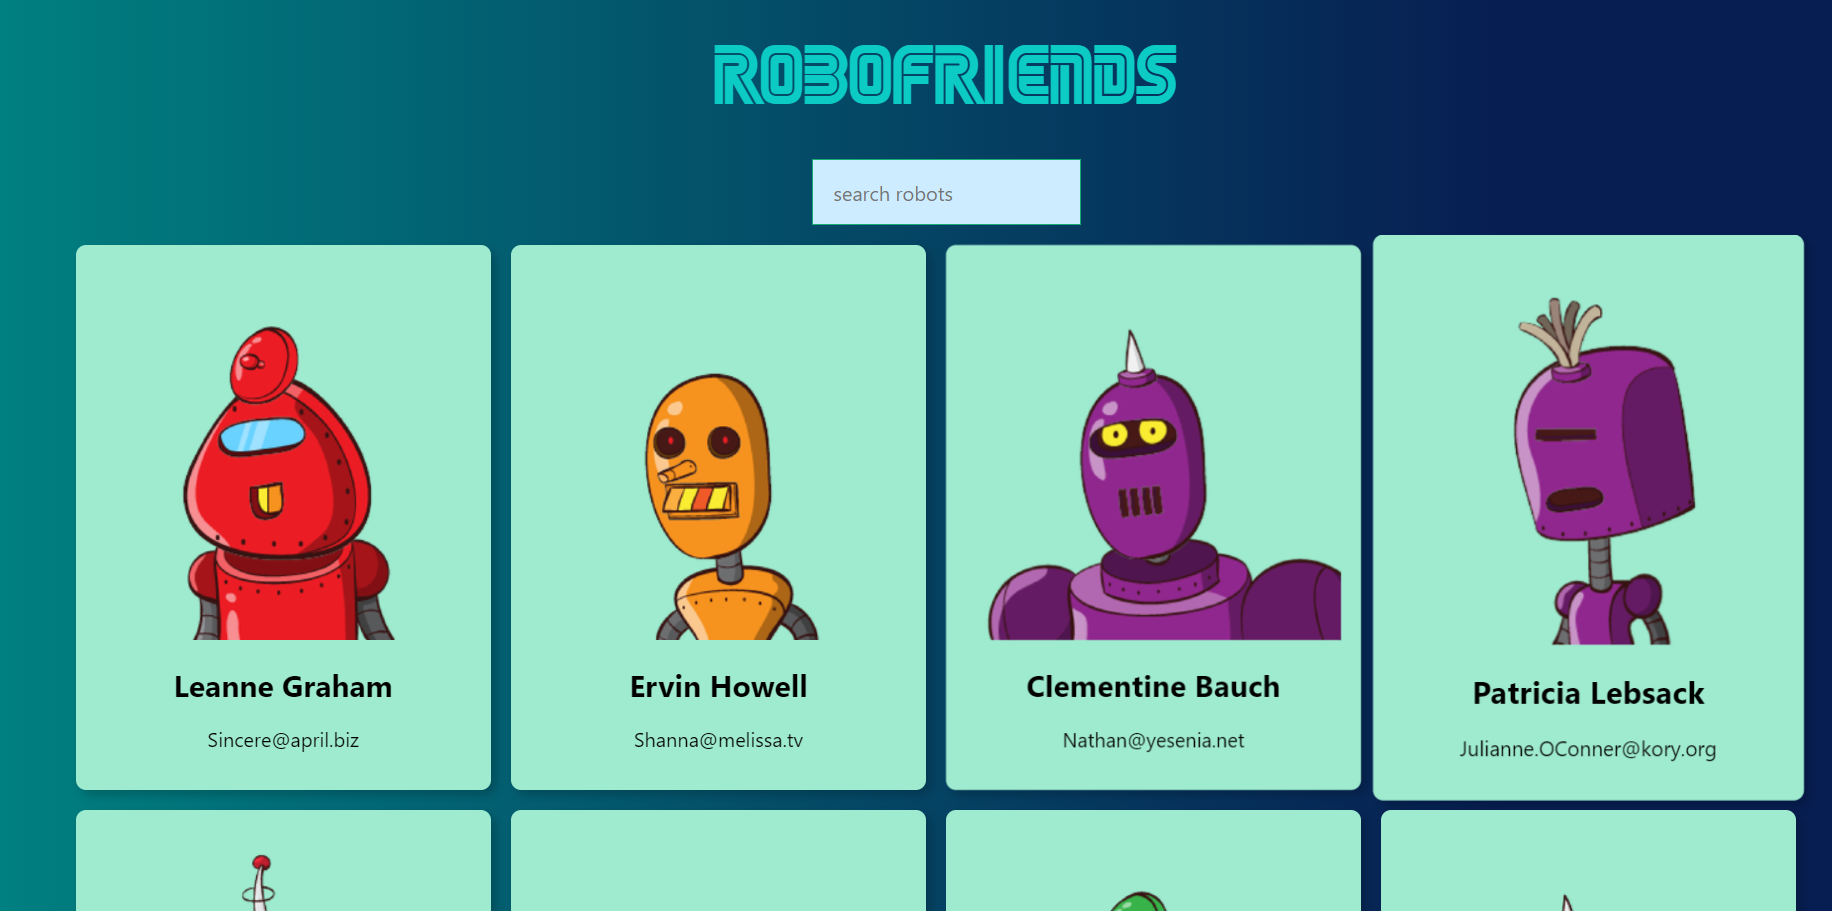 ROBOFRIENDS
search robots
Leanne Graham
Sincere@april.biz
Ervin Howell
Shanna@melissa.tv
Clementine Bauch
Nathan@yesenia.net
Patricia Lebsack
Julianne.OConner@kory.org